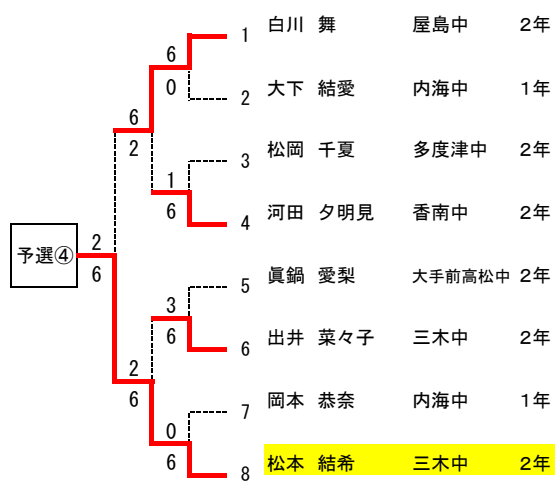 6 1 白川 舞 屋島中 2年
0
6 2 大下 結愛 内海中 1年
2
1 3 松岡 千夏 多度津中 2年
6 4 河田 夕明見 香南中 2年
予選④ 2
6
3 5 眞鍋 愛梨 大手前高松中 2年
6 6 出井 菜々子 三木中 2年
2
6 7 岡本 恭奈 内海中 1年
0
6 8 松本 結希 三木中 2年